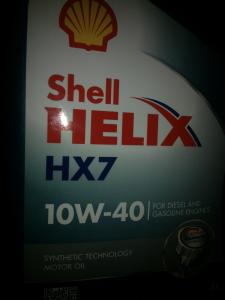 Shell
HELIX
HX7
10W-40
FOR DIESEL AND
GASOLINE ENGINES
SYNTHETIC TECHNOLOGY
MOTOR OIL